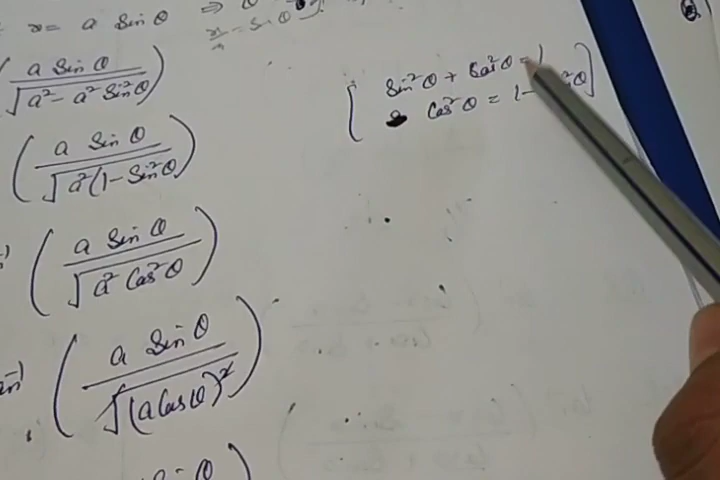 x = a Sin θ ⇒
x/a = Sin θ
(a Sin θ / √(a² - a² Sin²θ))
(a Sin θ / √(a²(1 - Sin²θ)))
(a Sin θ / √(a² Cos²θ))
(a Sin θ / √((a Cos θ)²))
[Sin²θ + Cos²θ = 1
Cos²θ = 1 - ²θ]